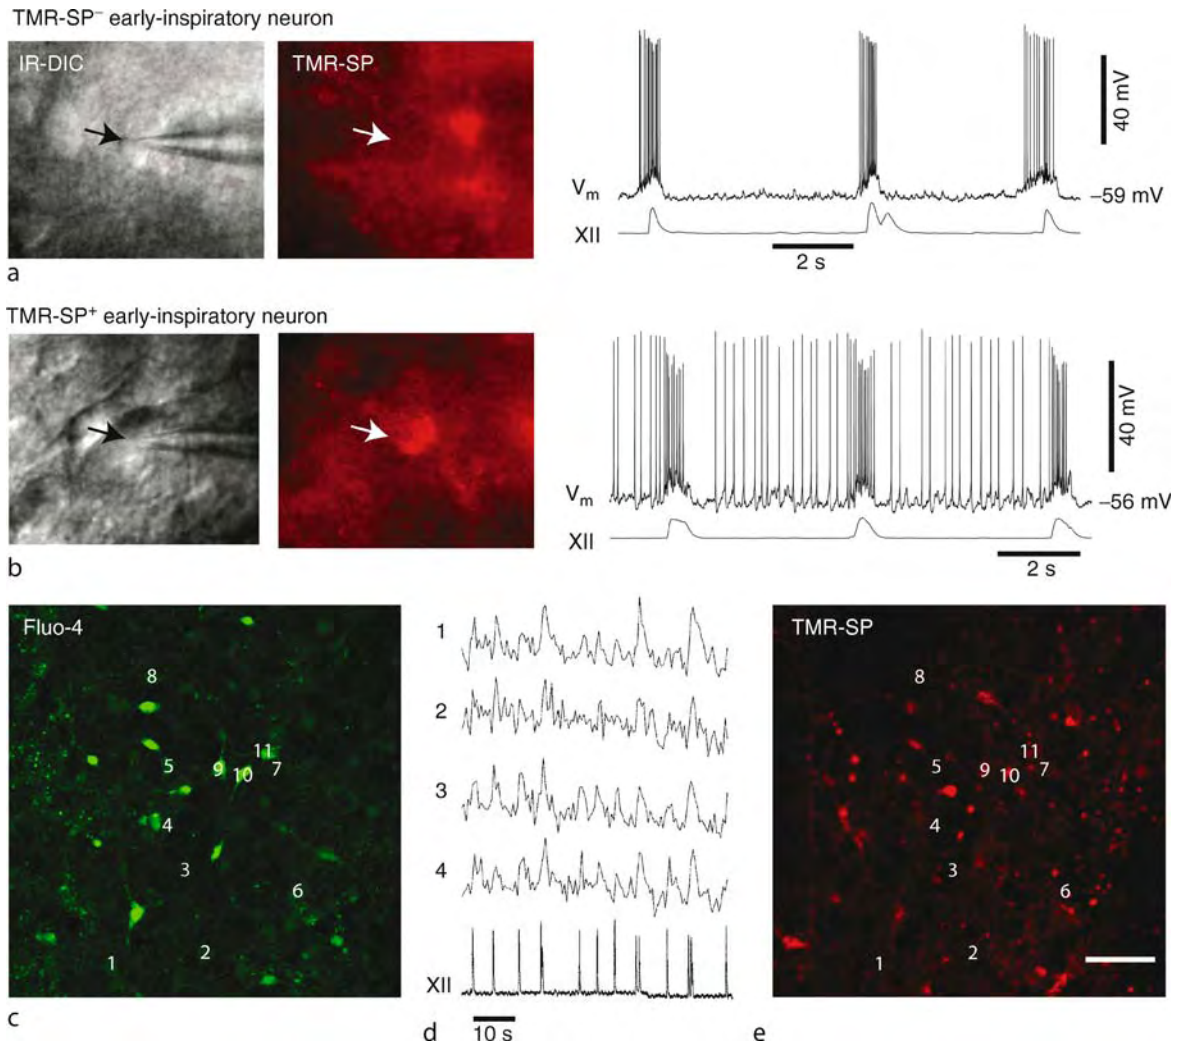 TMR-SP⁻ early-inspiratory neuron
IR-DIC
TMR-SP
40 mV
Vₘ
–59 mV
XII
2 s
a
TMR-SP⁺ early-inspiratory neuron
40 mV
Vₘ
–56 mV
XII
2 s
b
Fluo-4
8
5
9
10
11
7
4
3
6
2
1
c
1
2
3
4
XII
10 s
d
TMR-SP
8
5
9
10
11
7
4
3
6
1
2
e